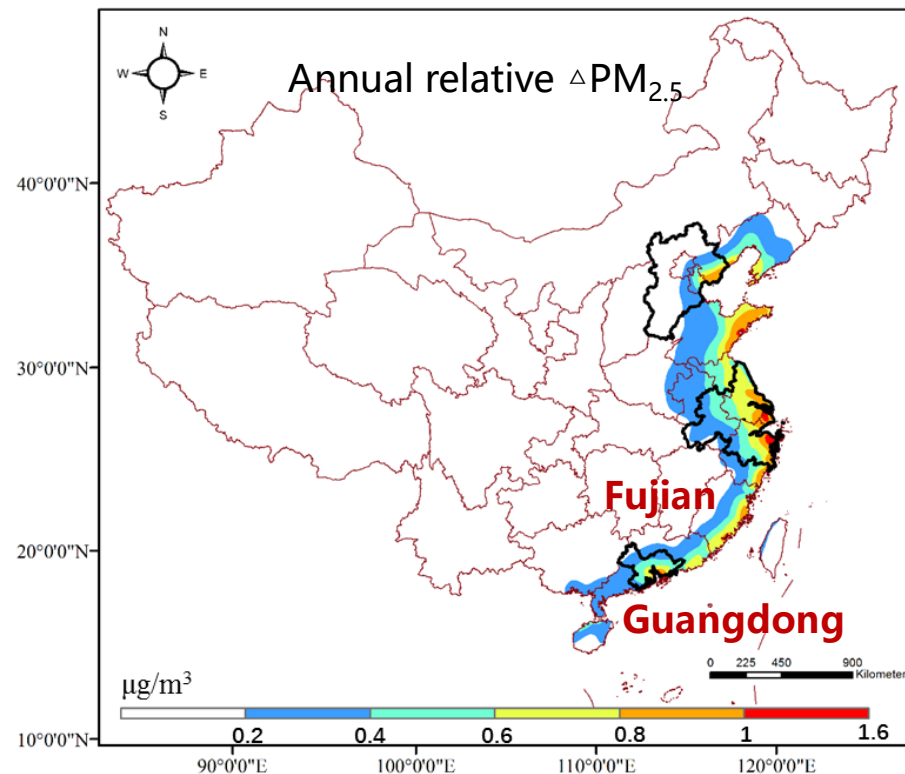 N
W E
S
Annual relative △PM2.5
40°0'0"N
30°0'0"N
20°0'0"N
10°0'0"N
Fujian
Guangdong
0 225 450 900
Kilometer
μg/m³
0.2 0.4 0.6 0.8 1 1.6
90°0'0"E 100°0'0"E 110°0'0"E 120°0'0"E